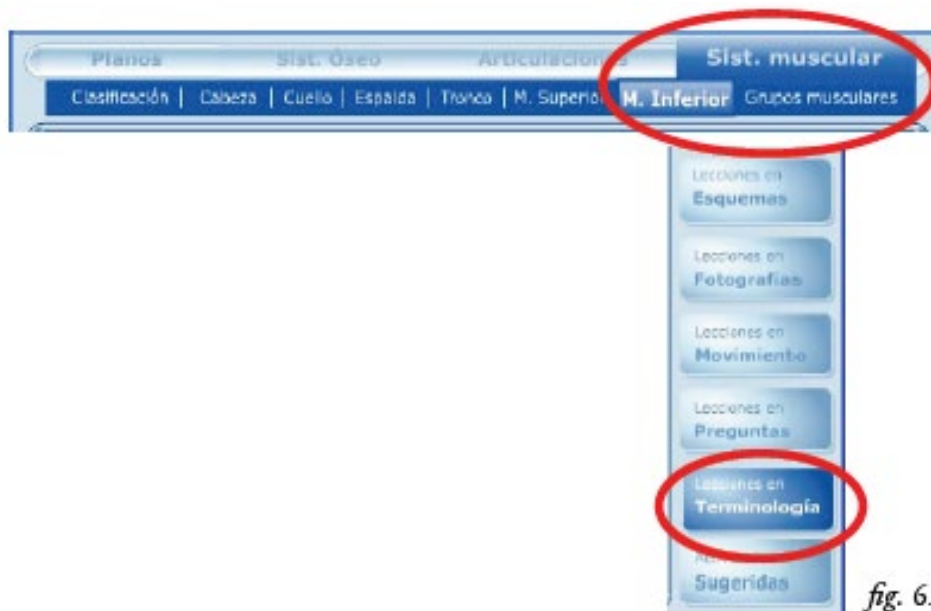 Planos Sist. Óseo Articulaciones Sist. muscular
Clasificación | Cabeza | Cuello | Espalda | Tronco | M. Superior M. Inferior Grupos musculares
Lecciones en
Esquemas
Lecciones en
Fotografías
Lecciones en
Movimiento
Lecciones en
Preguntas
Lecciones en
Terminología
Sugeridas
fig. 6.